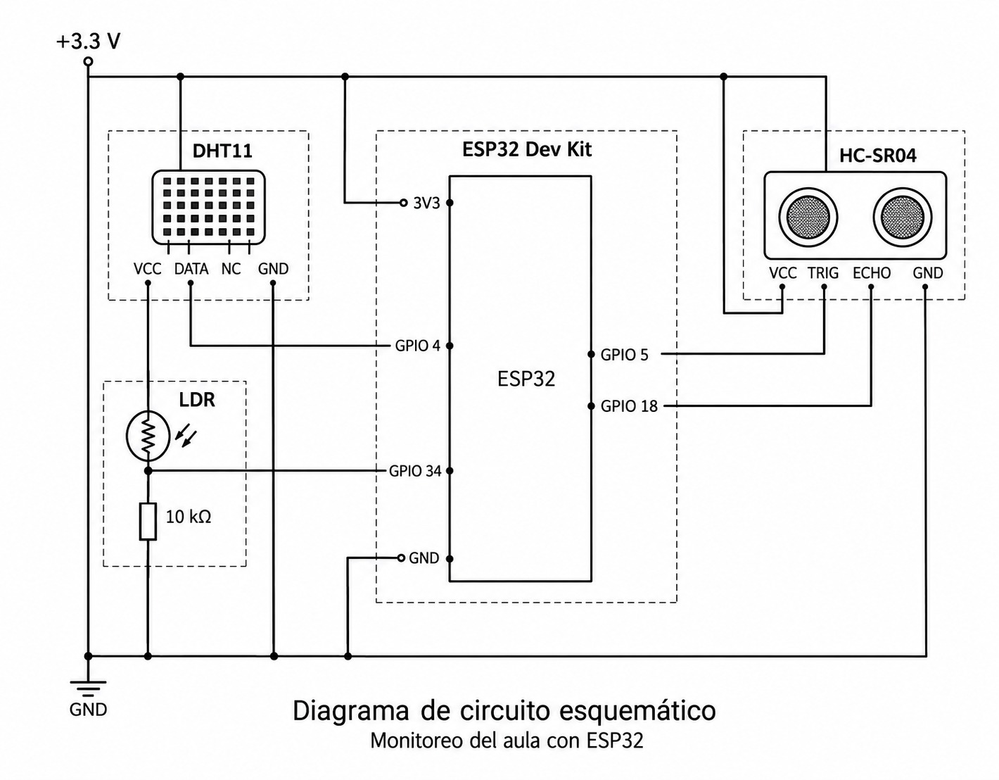 +3.3 V
DHT11
VCC DATA NC GND
LDR
10 kΩ
GND
ESP32 Dev Kit
3V3
GPIO 4
GPIO 34
GND
ESP32
GPIO 5
GPIO 18
HC-SR04
VCC TRIG ECHO GND
Diagrama de circuito esquemático
Monitoreo del aula con ESP32